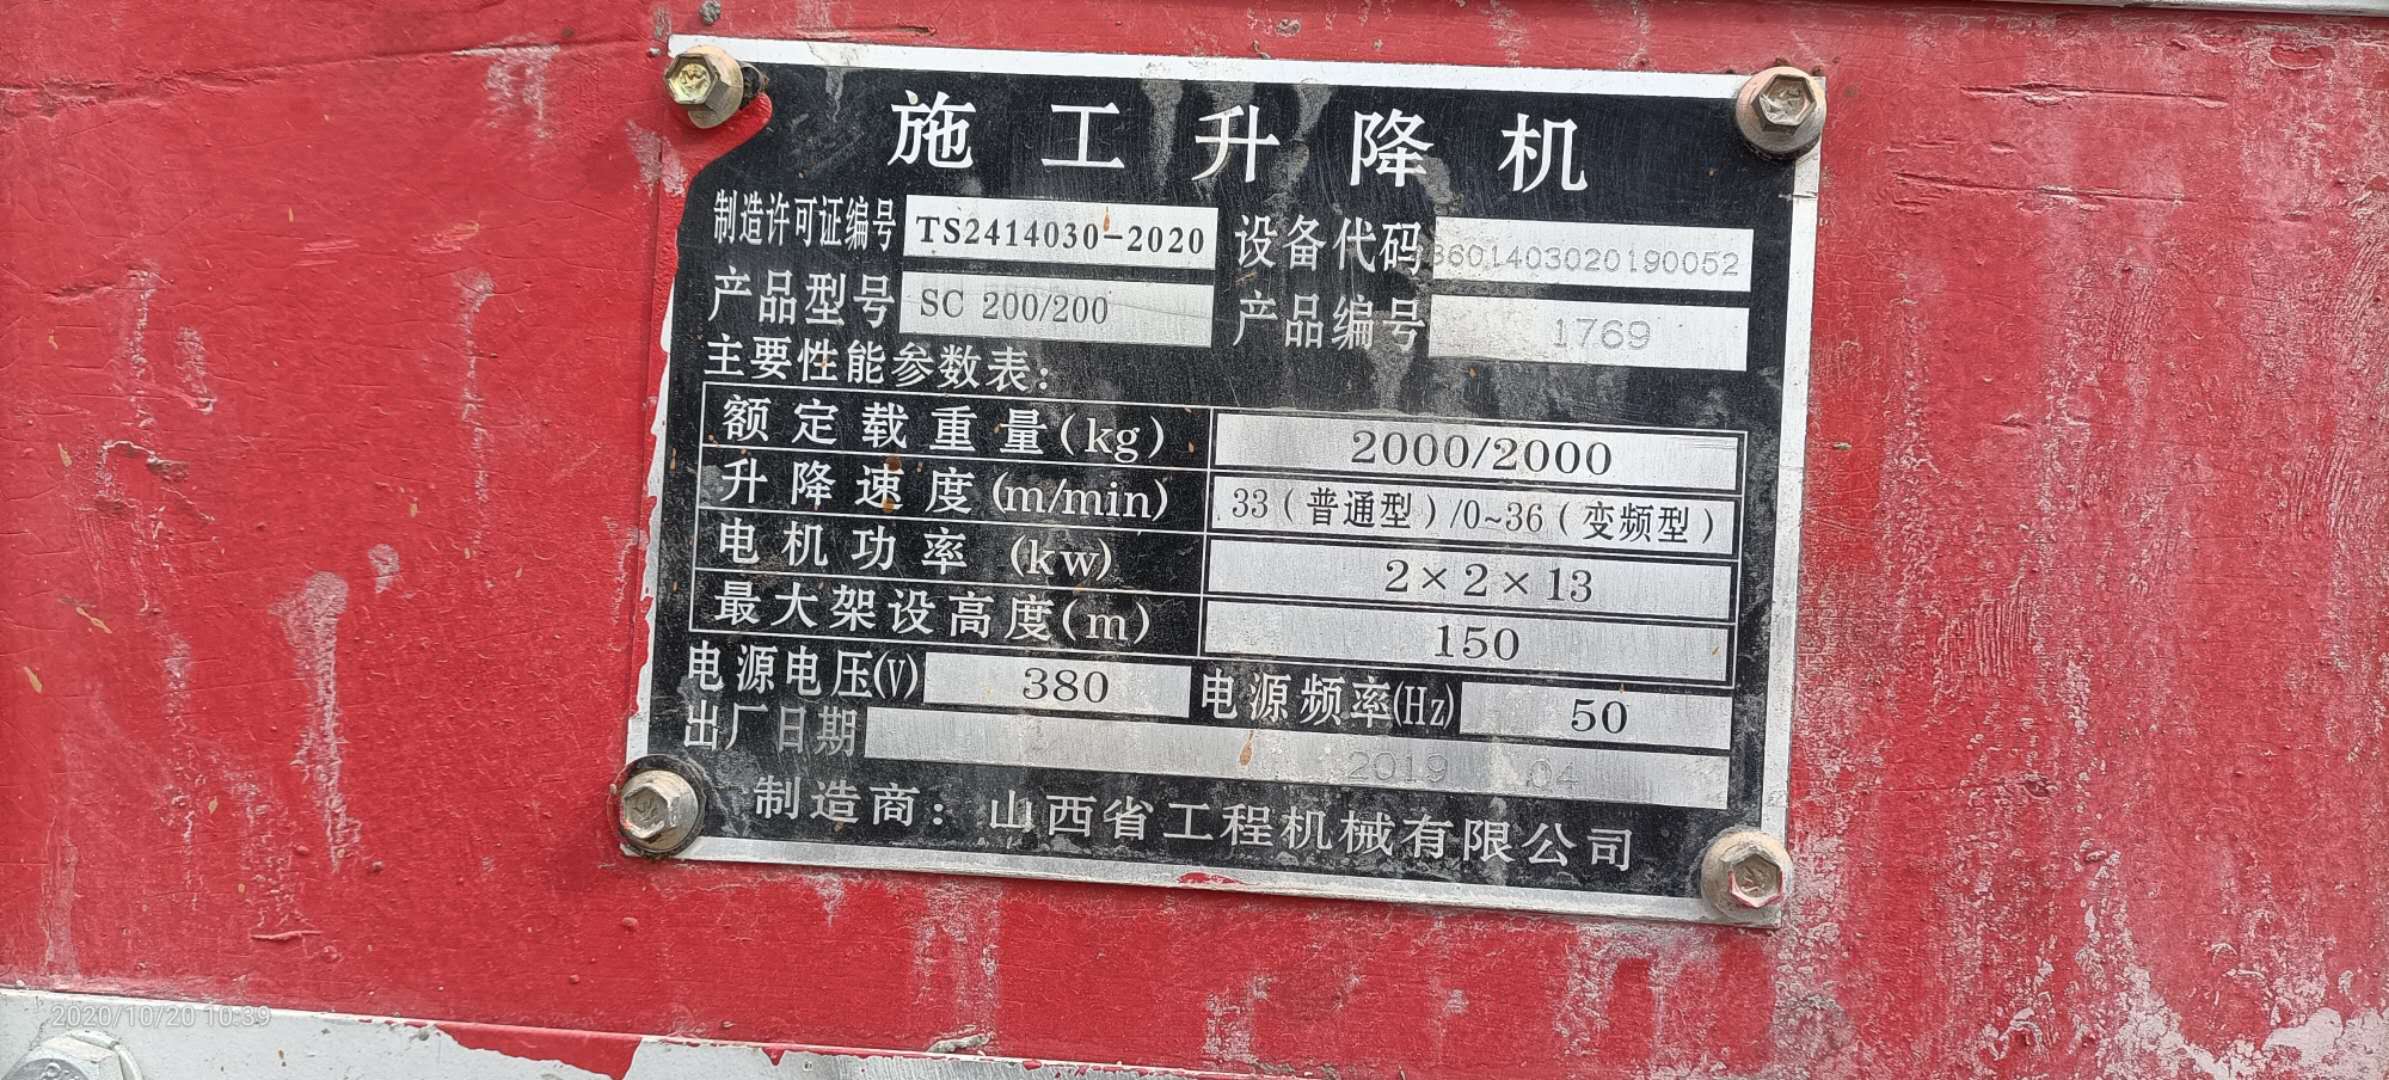 施工升降机
制造许可证编号 TS2414030-2020 设备代码 3601403020190052
产品型号 SC 200/200 产品编号 1769
主要性能参数表:
额定载重量(kg) 2000/2000
升降速度(m/min) 33(普通型)/0~36(变频型)
电机功率 (kw) 2×2×13
最大架设高度(m) 150
电源电压(V) 380 电源频率(Hz) 50
出厂日期 2019 04
制造商: 山西省工程机械有限公司
2020/10/20 10:39